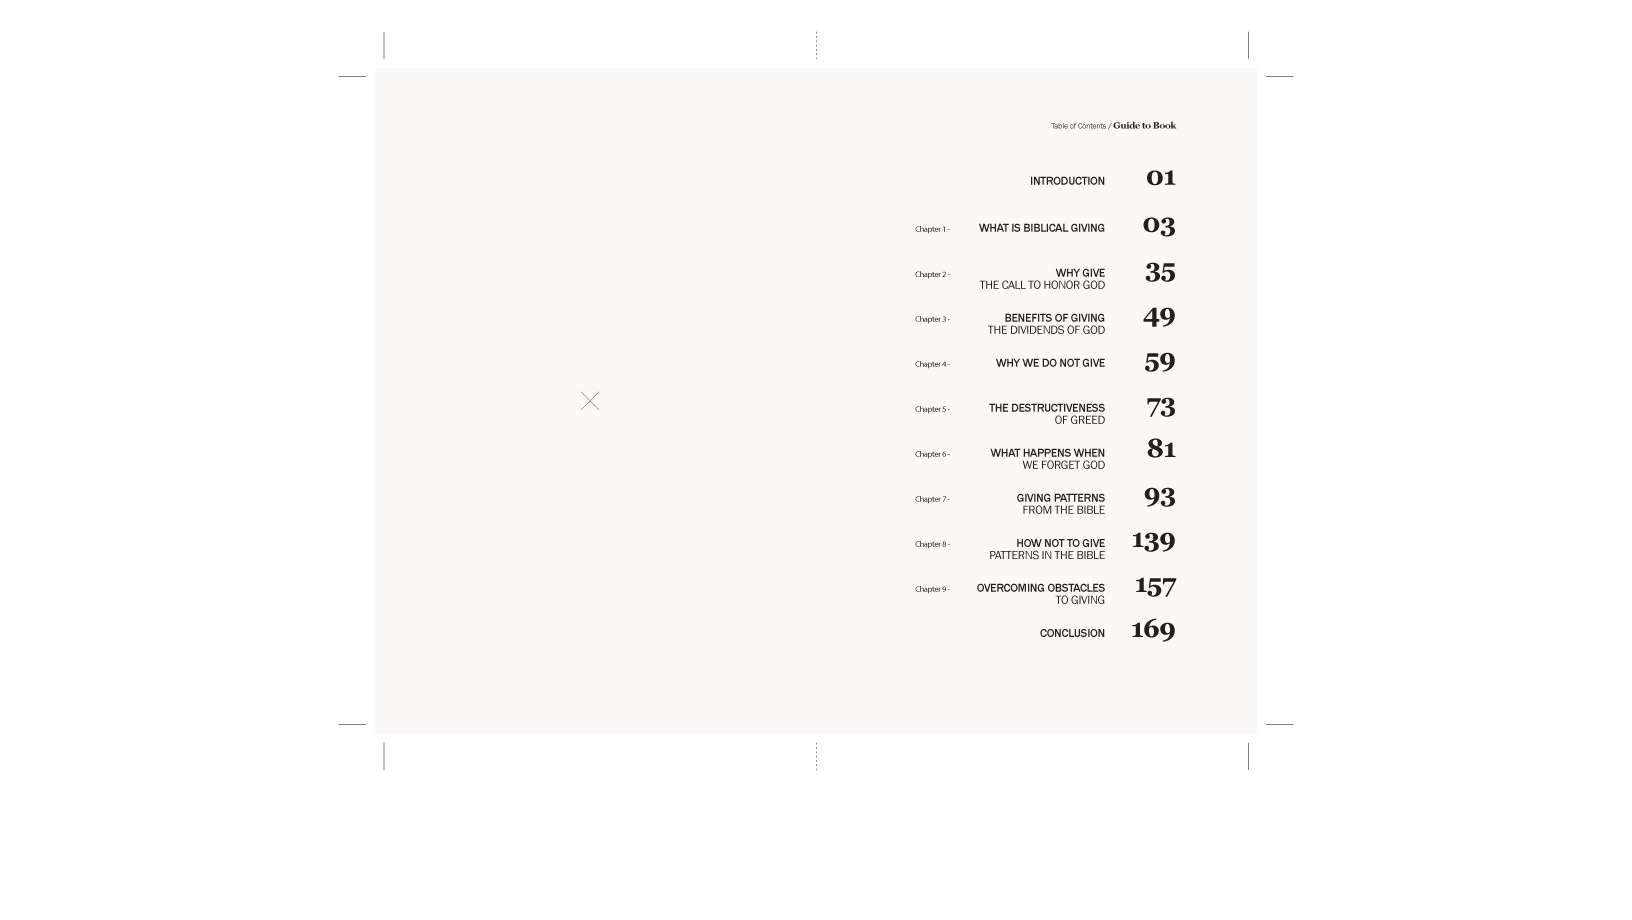 Table of Contents / Guide to Book
INTRODUCTION 01
Chapter 1 - WHAT IS BIBLICAL GIVING 03
Chapter 2 - WHY GIVE 35
THE CALL TO HONOR GOD
Chapter 3 - BENEFITS OF GIVING 49
THE DIVIDENDS OF GOD
Chapter 4 - WHY WE DO NOT GIVE 59
Chapter 5 - THE DESTRUCTIVENESS 73
OF GREED
Chapter 6 - WHAT HAPPENS WHEN 81
WE FORGET GOD
Chapter 7 - GIVING PATTERNS 93
FROM THE BIBLE
Chapter 8 - HOW NOT TO GIVE 139
PATTERNS IN THE BIBLE
Chapter 9 - OVERCOMING OBSTACLES 157
TO GIVING
CONCLUSION 169